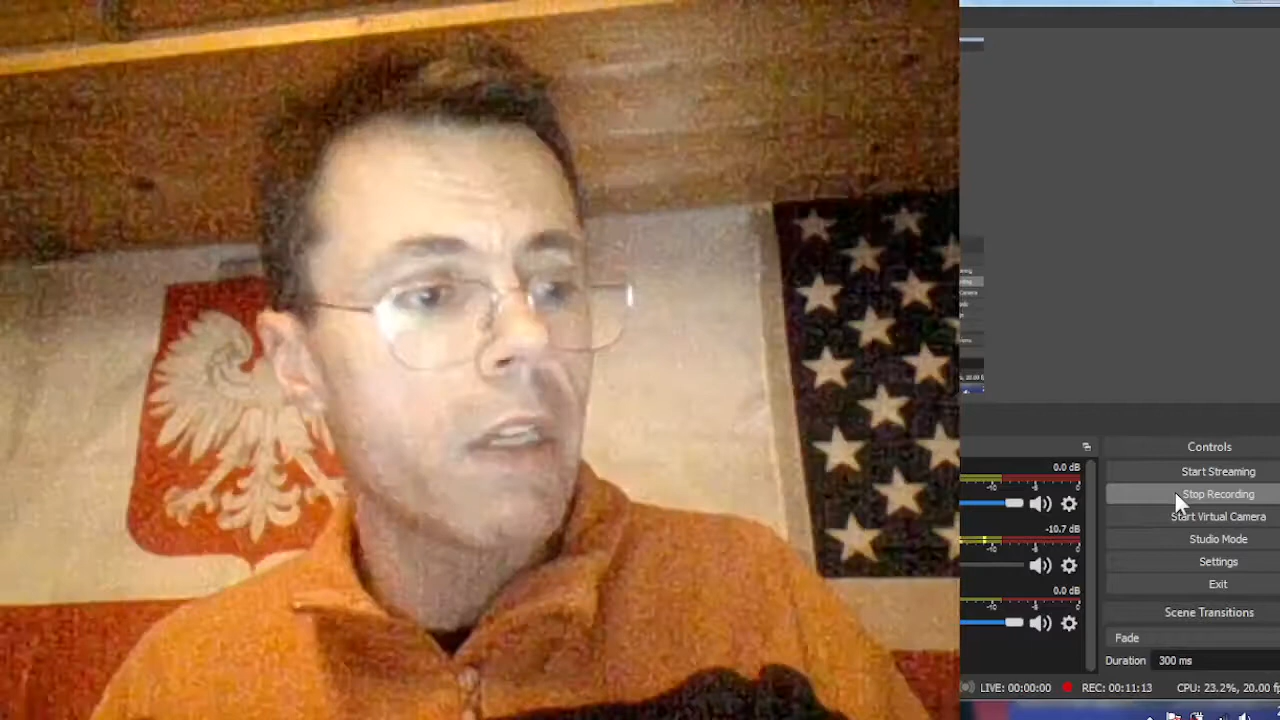 Controls
0.0 dB
Start Streaming
Stop Recording
-10.7 dB
Start Virtual Camera
Studio Mode
Settings
Exit
0.0 dB
Scene Transitions
Fade
Duration 300 ms
LIVE: 00:00:00 REC: 00:11:13 CPU: 23.2%, 20.00